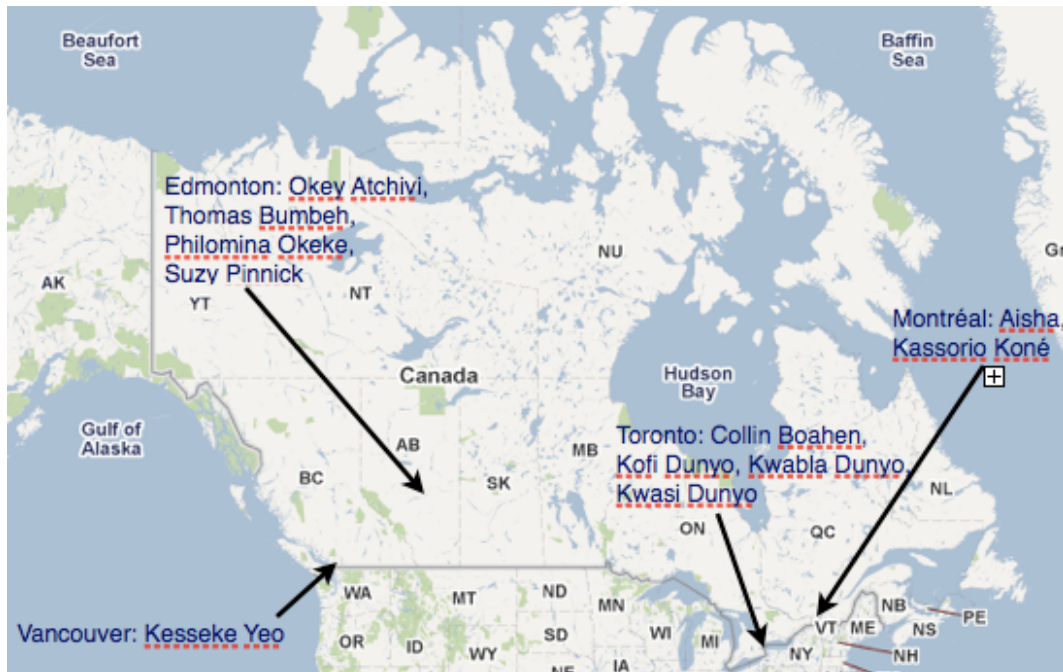 Beaufort
Sea
Baffin
Sea
Edmonton: Okey Atchivi,
Thomas Bumbeh,
Philomina Okeke,
Suzy Pinnick
NU
Gr
AK
YT
NT
Montréal: Aisha,
Kassorio Koné
Canada
Hudson
Bay
Gulf of
Alaska
Toronto: Collin Boahen,
Kofi Dunyo, Kwabla Dunyo,
Kwasi Dunyo
AB
MB
BC
SK
NL
ON
QC
WA
MT
ND
MN
NB
PE
Vancouver: Kesseke Yeo
OR
ID
SD
WI
MI
VT
ME
NS
WY
NY
NH
NE
IA